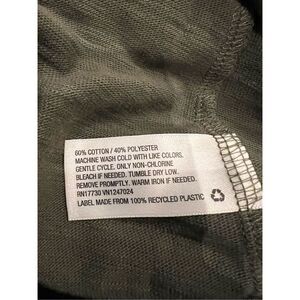 60% COTTON / 40% POLYESTER
MACHINE WASH COLD WITH LIKE COLORS,
GENTLE CYCLE. ONLY NON-CHLORINE
BLEACH IF NEEDED. TUMBLE DRY LOW.
REMOVE PROMPTLY. WARM IRON IF NEEDED.
RN17730 VN1247024
LABEL MADE FROM 100% RECYCLED PLASTIC